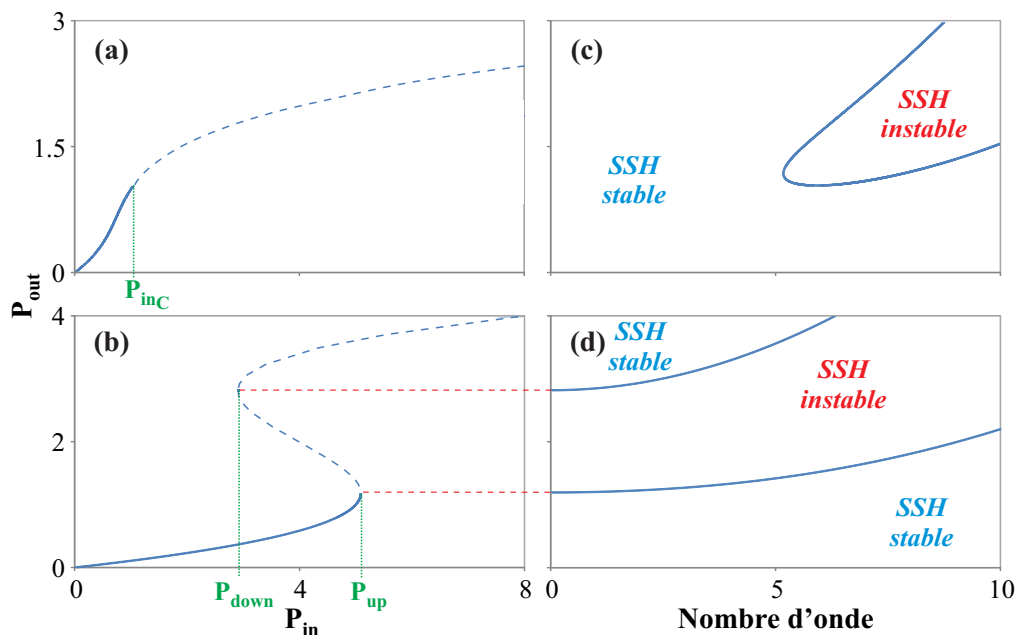 3
(a)
1.5
0
P_inC
(c)
SSH
stable
SSH
instable
P_out
4
(b)
2
0
0
P_down
4
P_up
8
P_in
(d)
SSH
stable
SSH
instable
SSH
stable
0
5
10
Nombre d'onde